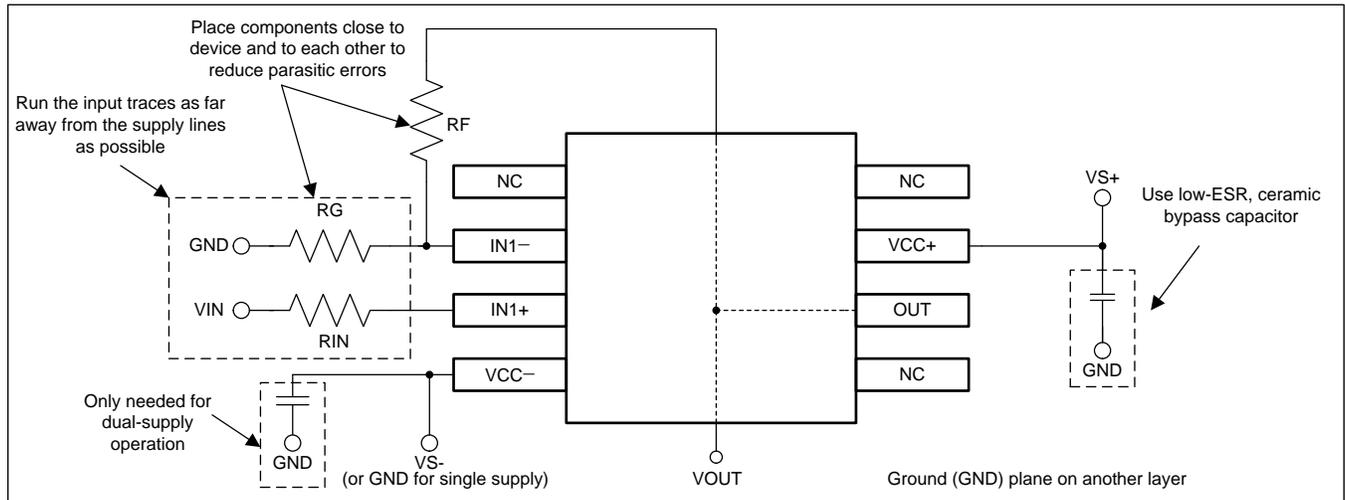 Place components close to
device and to each other to
reduce parasitic errors
Run the input traces as far
away from the supply lines
as possible
RF
NC
NC
VS+
Use low-ESR, ceramic
bypass capacitor
RG
GND
IN1−
VCC+
VIN
IN1+
OUT
RIN
VCC−
NC
GND
Only needed for
dual-supply
operation
GND
VS-
(or GND for single supply)
VOUT
Ground (GND) plane on another layer